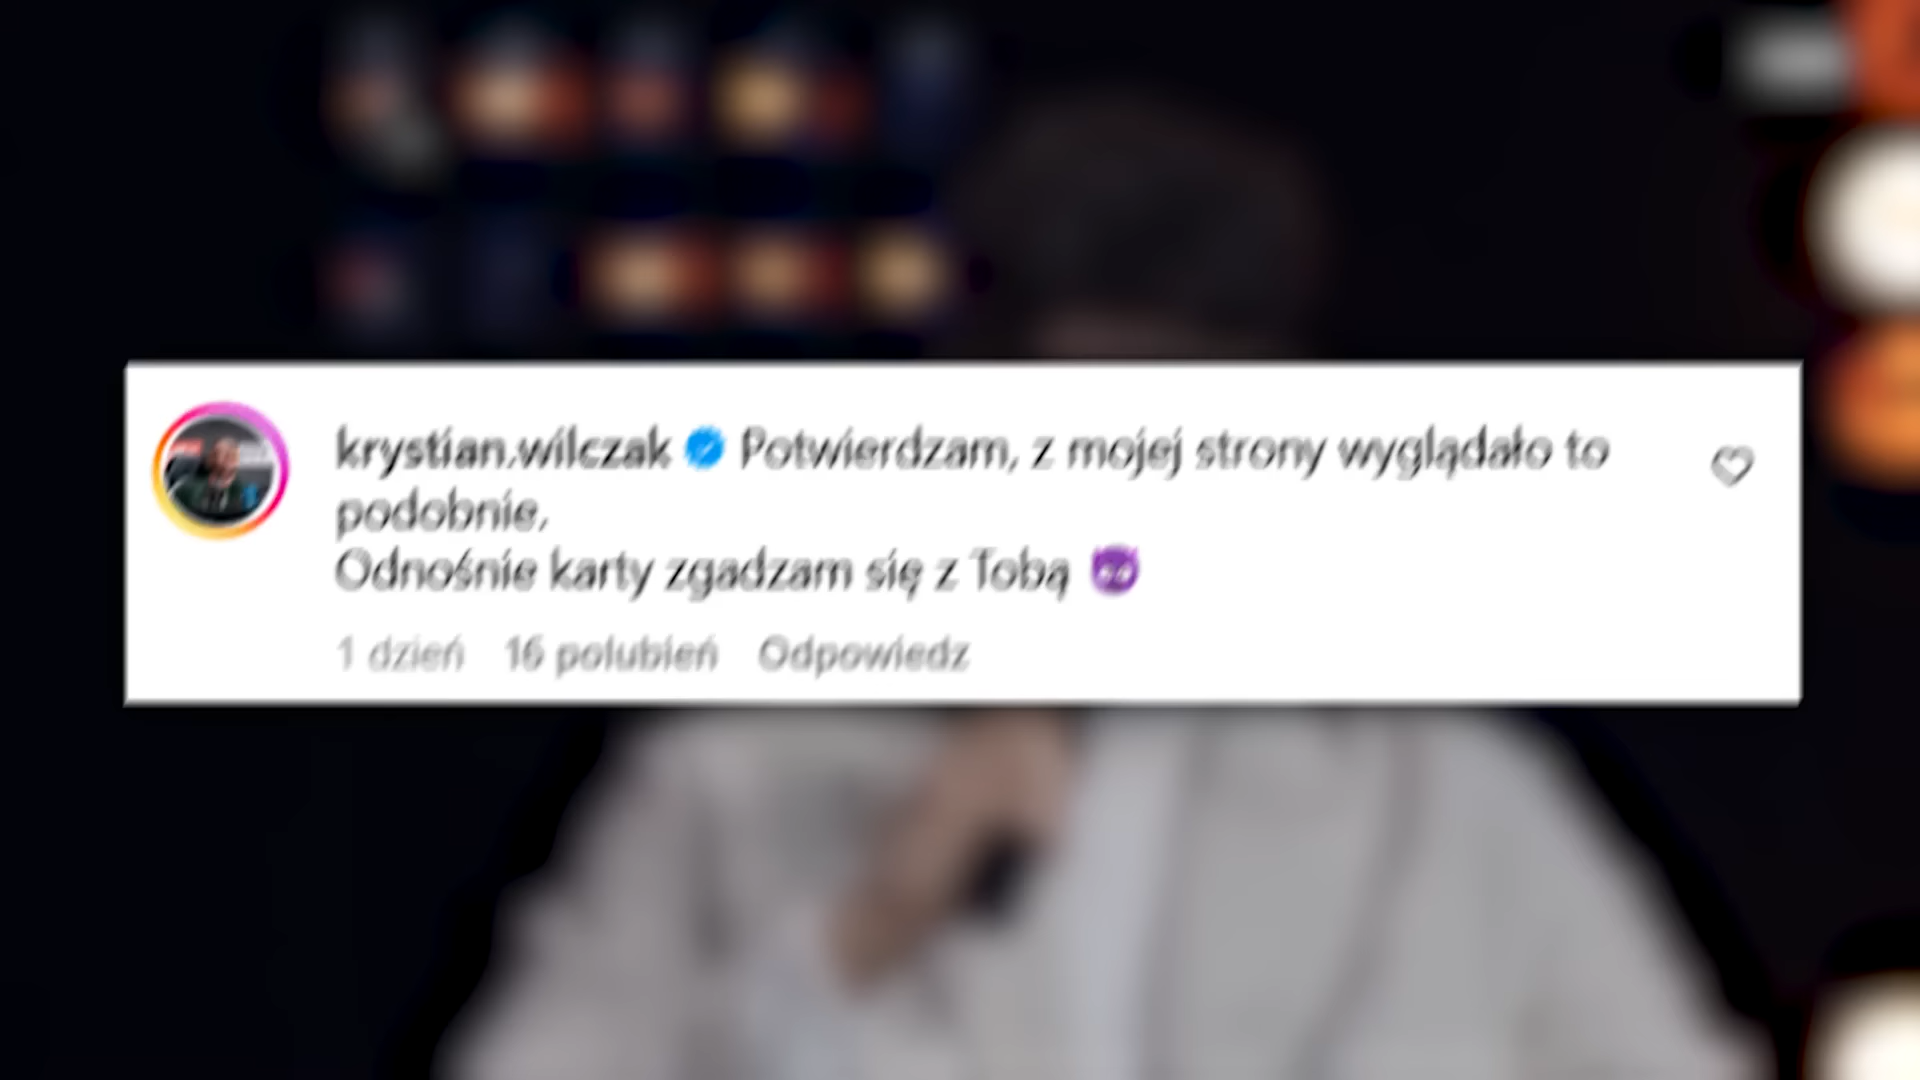 krystian.wilczak Potwierdzam, z mojej strony wyglądało to
podobnie.
Odnośnie karty zgadzam się z Tobą 😈
1 dzień 16 polubień Odpowiedz